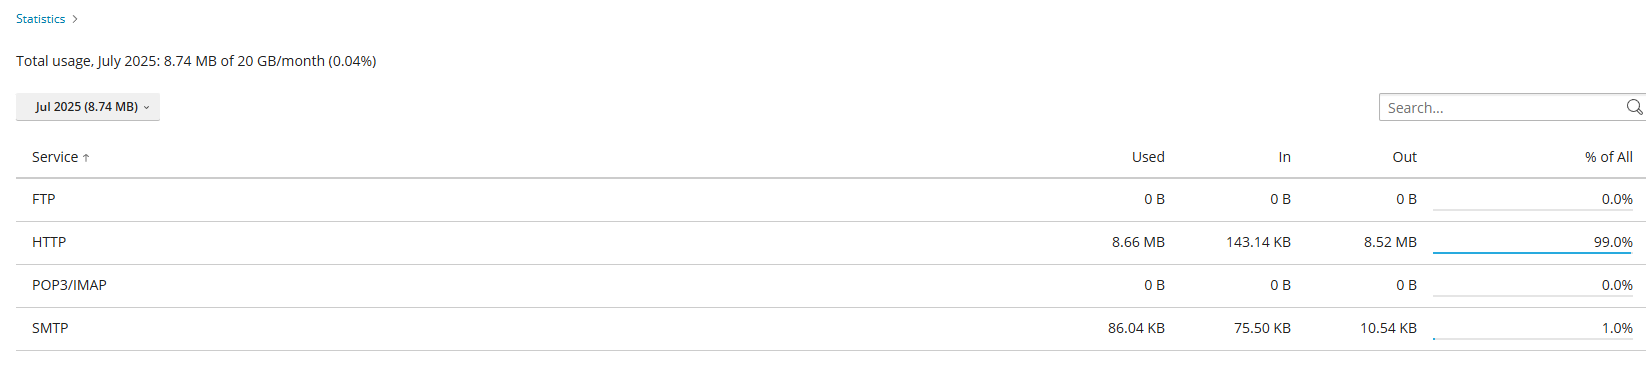 Statistics >
Total usage, July 2025: 8.74 MB of 20 GB/month (0.04%)
Jul 2025 (8.74 MB)
Search...
Service ↑ Used In Out % of All
FTP 0 B 0 B 0 B 0.0%
HTTP 8.66 MB 143.14 KB 8.52 MB 99.0%
POP3/IMAP 0 B 0 B 0 B 0.0%
SMTP 86.04 KB 75.50 KB 10.54 KB 1.0%